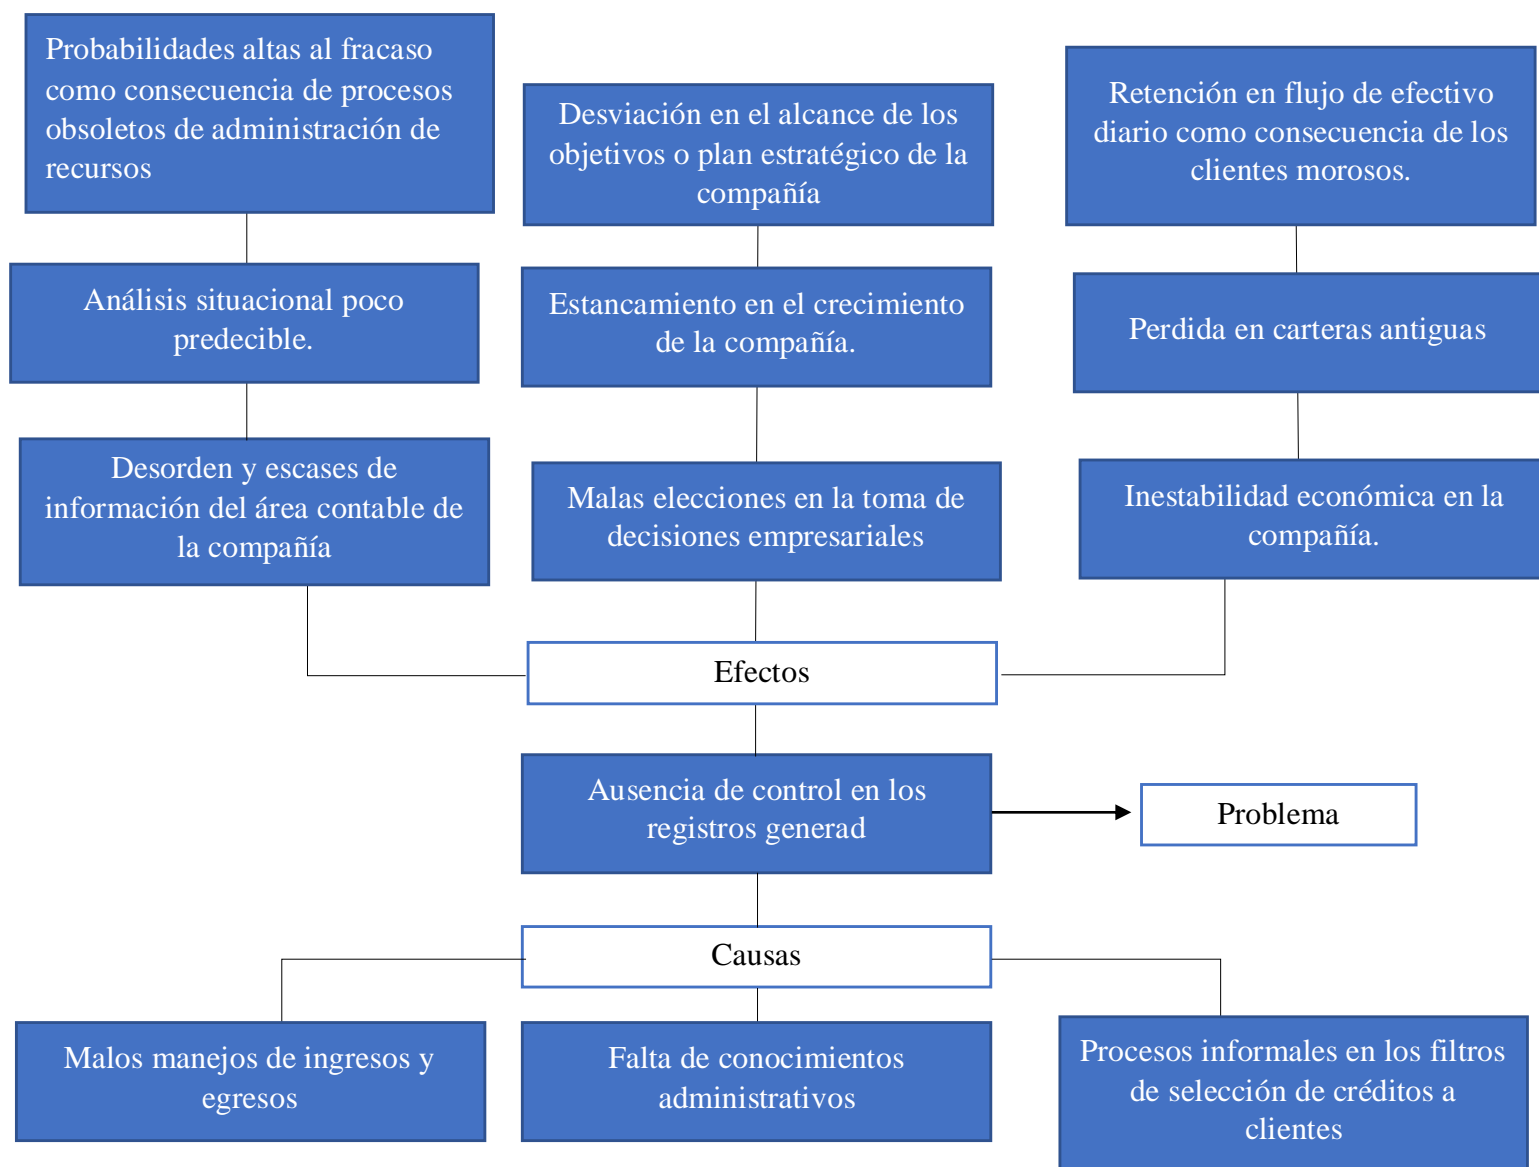 Probabilidades altas al fracaso
como consecuencia de procesos
obsoletos de administración de
recursos
Desviación en el alcance de los
objetivos o plan estratégico de la
compañía
Retención en flujo de efectivo
diario como consecuencia de los
clientes morosos.
Análisis situacional poco
predecible.
Estancamiento en el crecimiento
de la compañía.
Perdida en carteras antiguas
Desorden y escases de
información del área contable de
la compañía
Malas elecciones en la toma de
decisiones empresariales
Inestabilidad económica en la
compañía.
Efectos
Ausencia de control en los
registros generad
Problema
Causas
Malos manejos de ingresos y
egresos
Falta de conocimientos
administrativos
Procesos informales en los filtros
de selección de créditos a
clientes